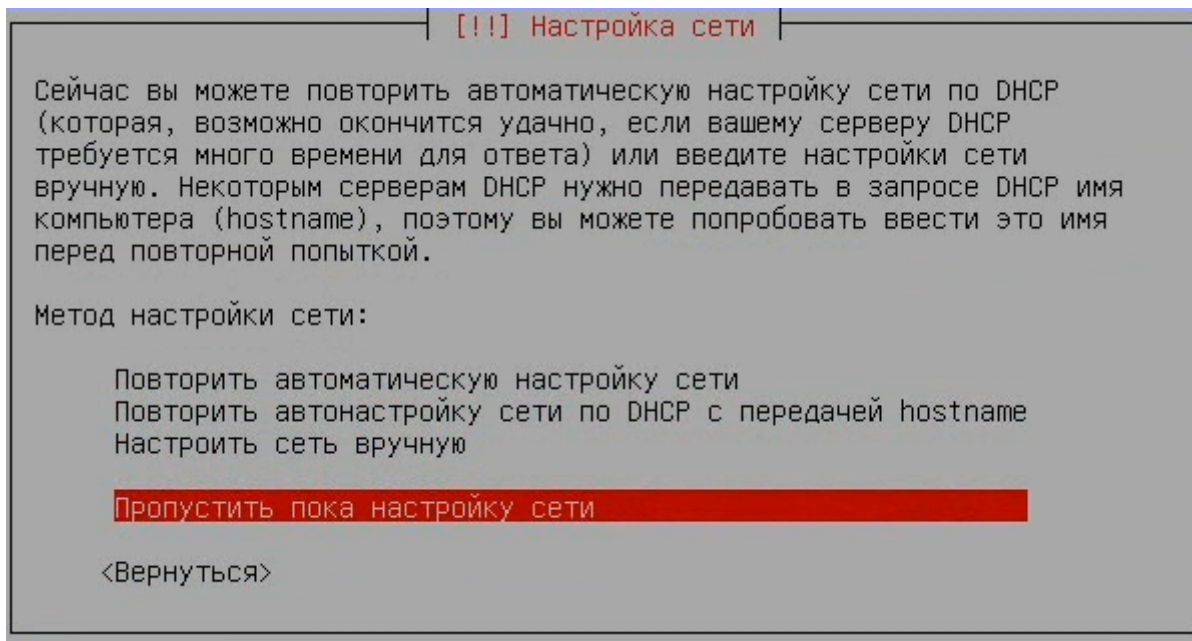 [!!] Настройка сети
Сейчас вы можете повторить автоматическую настройку сети по DHCP
(которая, возможно окончится удачно, если вашему серверу DHCP
требуется много времени для ответа) или введите настройки сети
вручную. Некоторым серверам DHCP нужно передавать в запросе DHCP имя
компьютера (hostname), поэтому вы можете попробовать ввести это имя
перед повторной попыткой.
Метод настройки сети:
Повторить автоматическую настройку сети
Повторить автонастройку сети по DHCP с передачей hostname
Настроить сеть вручную
Пропустить пока настройку сети
<Вернуться>